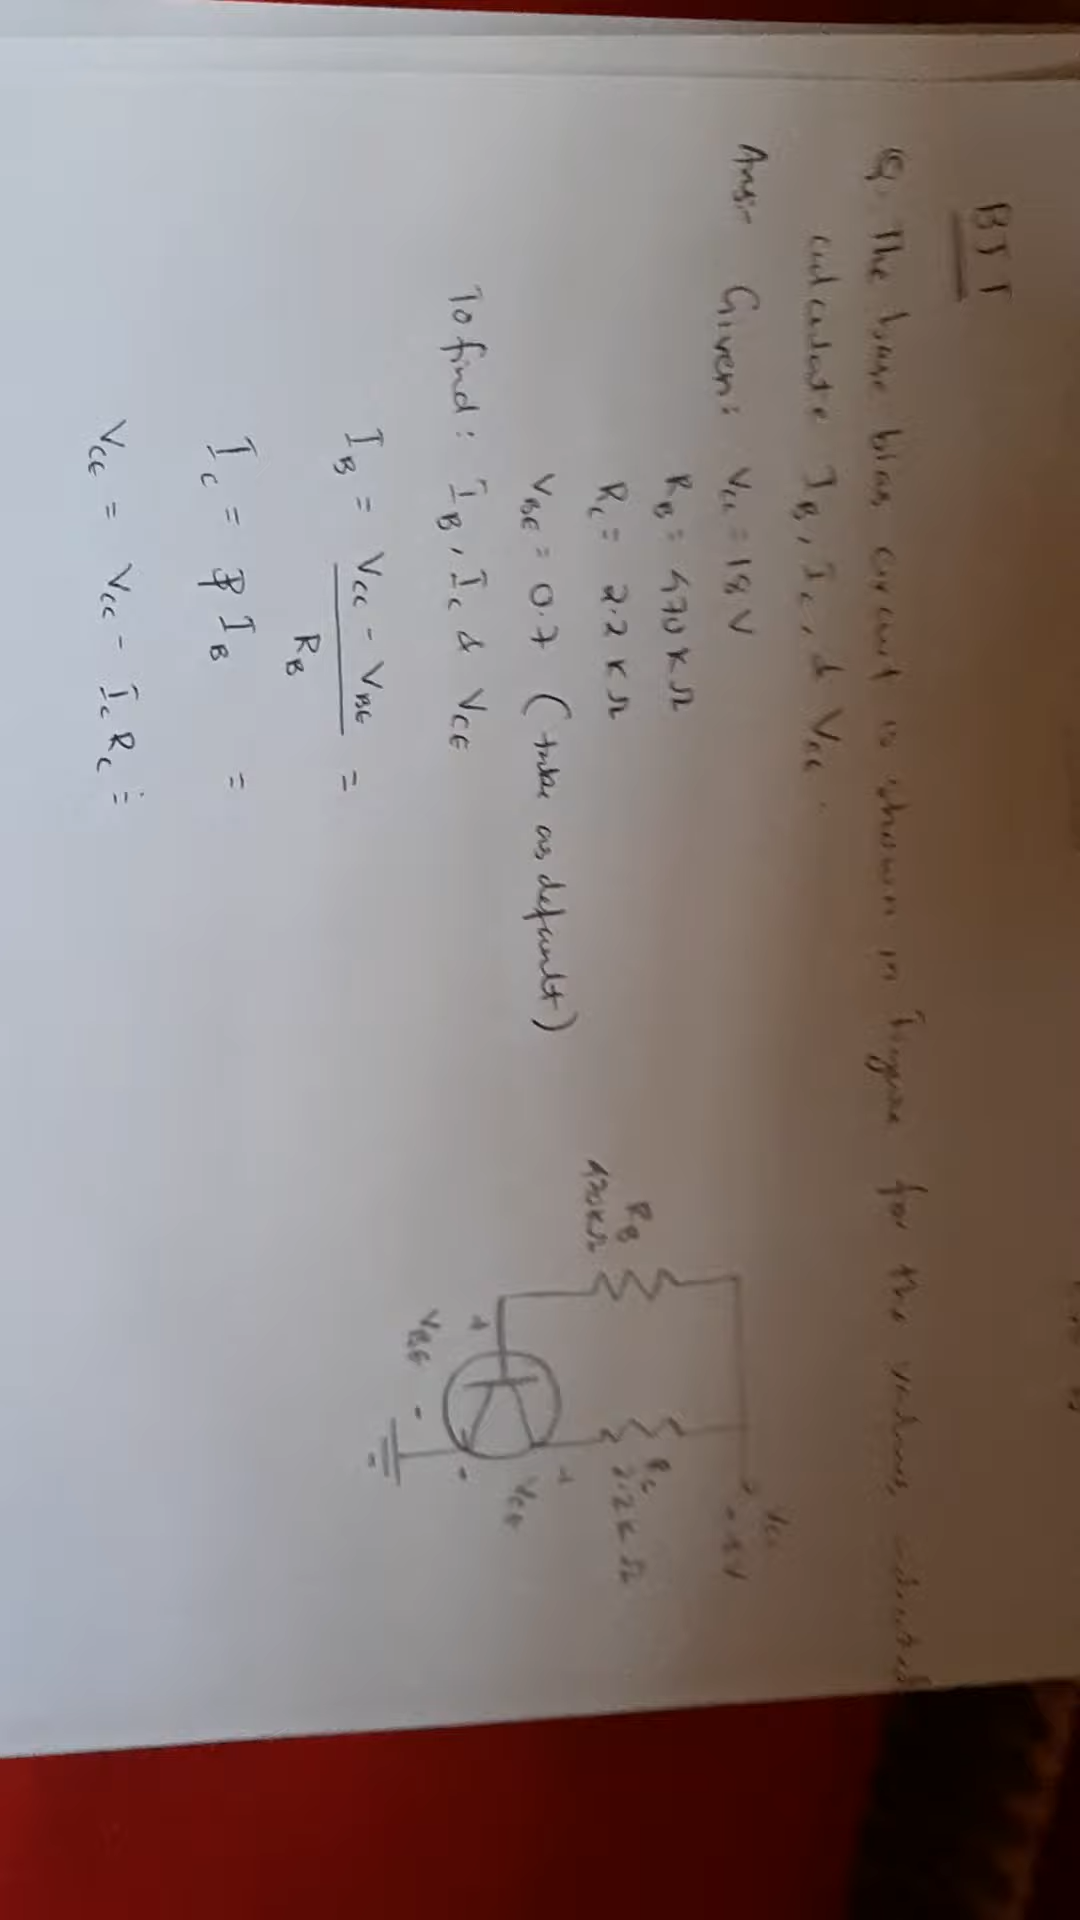 BJT
Q. The base bias circuit is shown in figure for the values,
calculate IB, IC, & VCE.
Ans:- Given: VCC = 18V
RB = 470 KΩ
RC = 2.2 KΩ
VBE = 0.7 (take as default)
To find: IB, IC & VCE
IB = VCC - VBE =
RB
IC = β IB =
VCE = VCC - IC RC =
VCC
RB
470KΩ
RC
2.2KΩ
+
VCE
-
+
VBE
-